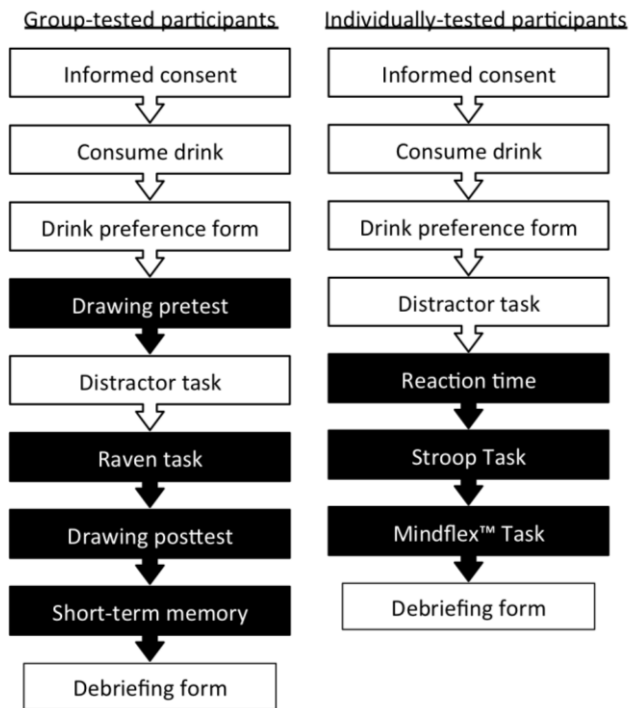 Group-tested participants
Informed consent
Consume drink
Drink preference form
Drawing pretest
Distractor task
Raven task
Drawing posttest
Short-term memory
Debriefing form
Individually-tested participants
Informed consent
Consume drink
Drink preference form
Distractor task
Reaction time
Stroop Task
Mindflex™ Task
Debriefing form